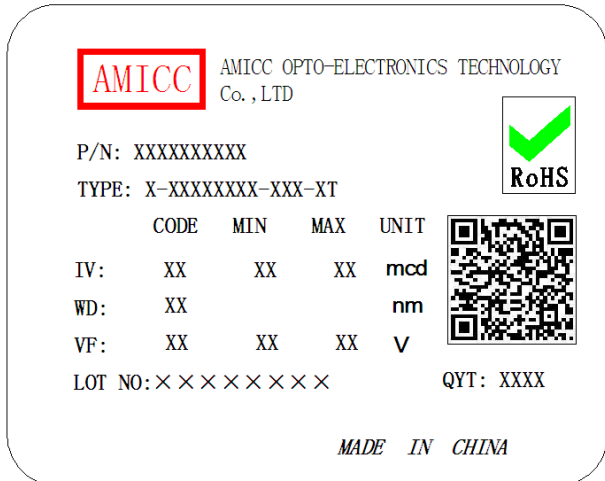 AMICC
AMICC OPTO-ELECTRONICS TECHNOLOGY
Co.,LTD
P/N: XXXXXXXXXX
RoHS
TYPE: X-XXXXXXXX-XXX-XT
CODE MIN MAX UNIT
IV: XX XX XX mcd
WD: XX nm
VF: XX XX XX V
LOT NO:××××××××
QYT: XXXX
MADE IN CHINA